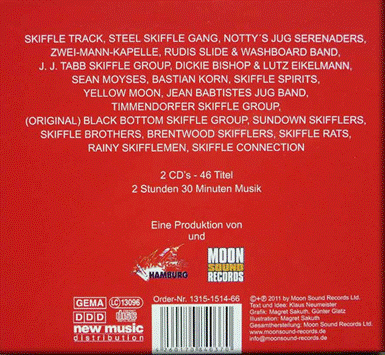 SKIFFLE TRACK, STEEL SKIFFLE GANG, NOTTY'S JUG SERENADERS,
ZWEI-MANN-KAPELLE, RUDIS SLIDE & WASHBOARD BAND,
J. J. TABB SKIFFLE GROUP, DICKIE BISHOP & LUTZ EIKELMANN,
SEAN MOYSES, BASTIAN KORN, SKIFFLE SPIRITS,
YELLOW MOON, JEAN BABTISTES JUG BAND,
TIMMENDORFER SKIFFLE GROUP,
(ORIGINAL) BLACK BOTTOM SKIFFLE GROUP, SUNDOWN SKIFFLERS,
SKIFFLE BROTHERS, BRENTWOOD SKIFFLERS, SKIFFLE RATS,
RAINY SKIFFLEMEN, SKIFFLE CONNECTION
2 CD's - 46 Titel
2 Stunden 30 Minuten Musik
Eine Produktion von
und
HAMBURG
MOON
SOUND
RECORDS
GEMA LC 13096
DDD
new music
distribution
Order-Nr. 1315-1514-66
©+℗ 2011 by Moon Sound Records Ltd.
Text und Idee: Klaus Neumeister
Grafik: Magret Sakuth, Günter Glatz
Illustration: Magret Sakuth
Gesamtherstellung: Moon Sound Records Ltd.
www.moonsound-records.de